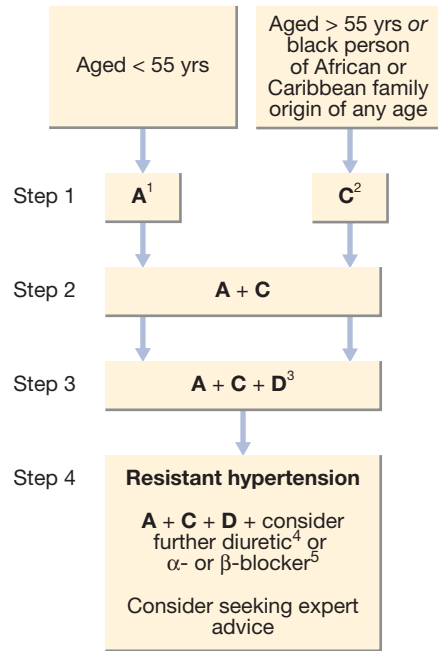 Aged < 55 yrs
Aged > 55 yrs or
black person
of African or
Caribbean family
origin of any age
Step 1
A¹
C²
Step 2
A + C
Step 3
A + C + D³
Step 4
Resistant hypertension
A + C + D + consider
further diuretic⁴ or
α- or β-blocker⁵
Consider seeking expert
advice